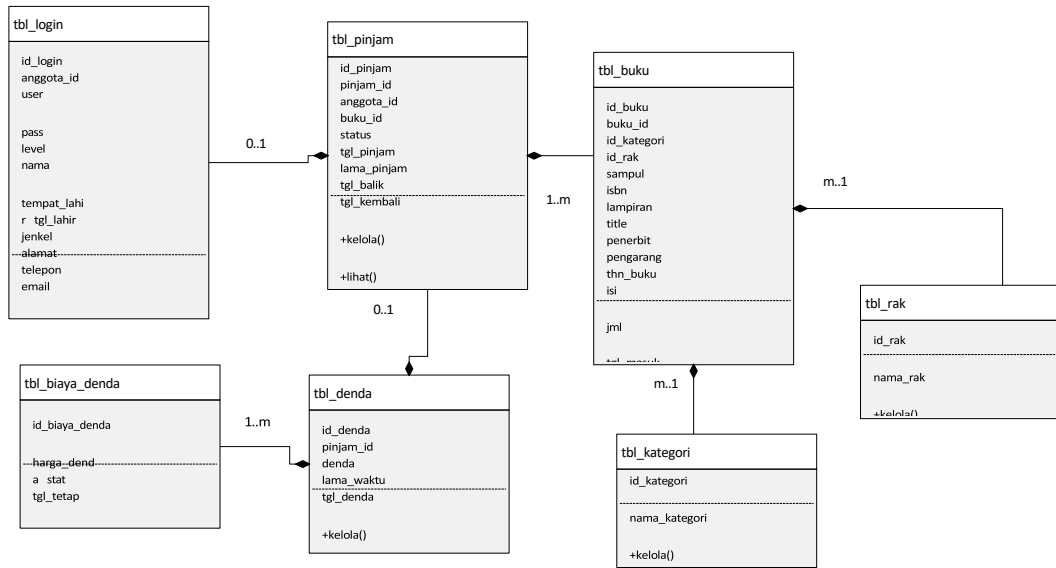 tbl_login
id_login
anggota_id
user
pass
level
nama
tempat_lahi
r tgl_lahir
jenkel
alamat
telepon
email
0..1
tbl_pinjam
id_pinjam
pinjam_id
anggota_id
buku_id
status
tgl_pinjam
lama_pinjam
tgl_balik
tgl_kembali
+kelola()
+lihat()
1..m
tbl_buku
id_buku
buku_id
id_kategori
id_rak
sampul
isbn
lampiran
title
penerbit
pengarang
thn_buku
isi
jml
tgl_masuk
m..1
tbl_rak
id_rak
nama_rak
+kelola()
0..1
tbl_biaya_denda
id_biaya_denda
harga_dend
a stat
tgl_tetap
1..m
tbl_denda
id_denda
pinjam_id
denda
lama_waktu
tgl_denda
+kelola()
m..1
tbl_kategori
id_kategori
nama_kategori
+kelola()